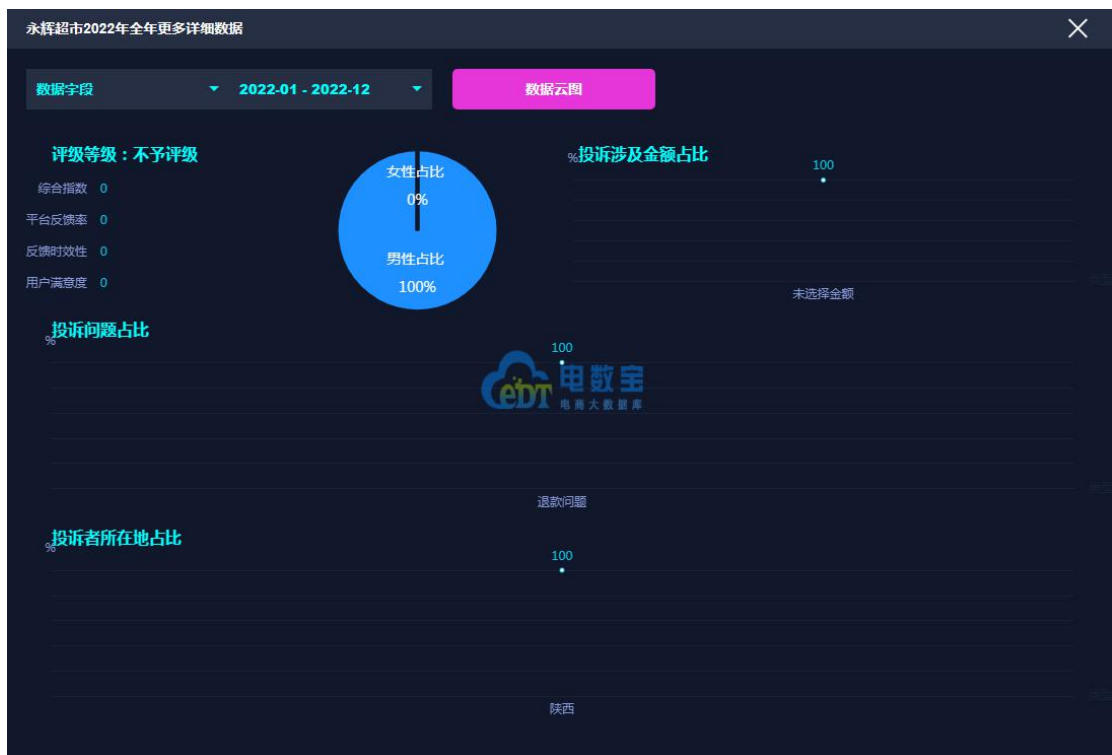 永辉超市2022年全年更多详细数据
数据字段
2022-01 - 2022-12
数据云图
评级等级：不予评级
综合指数 0
平台反馈率 0
反馈时效性 0
用户满意度 0
女性占比
0%
男性占比
100%
%
投诉涉及金额占比
100
未选择金额
%
投诉问题占比
100
eDT 电数宝
电商大数据库
退款问题
%
投诉者所在地占比
100
陕西